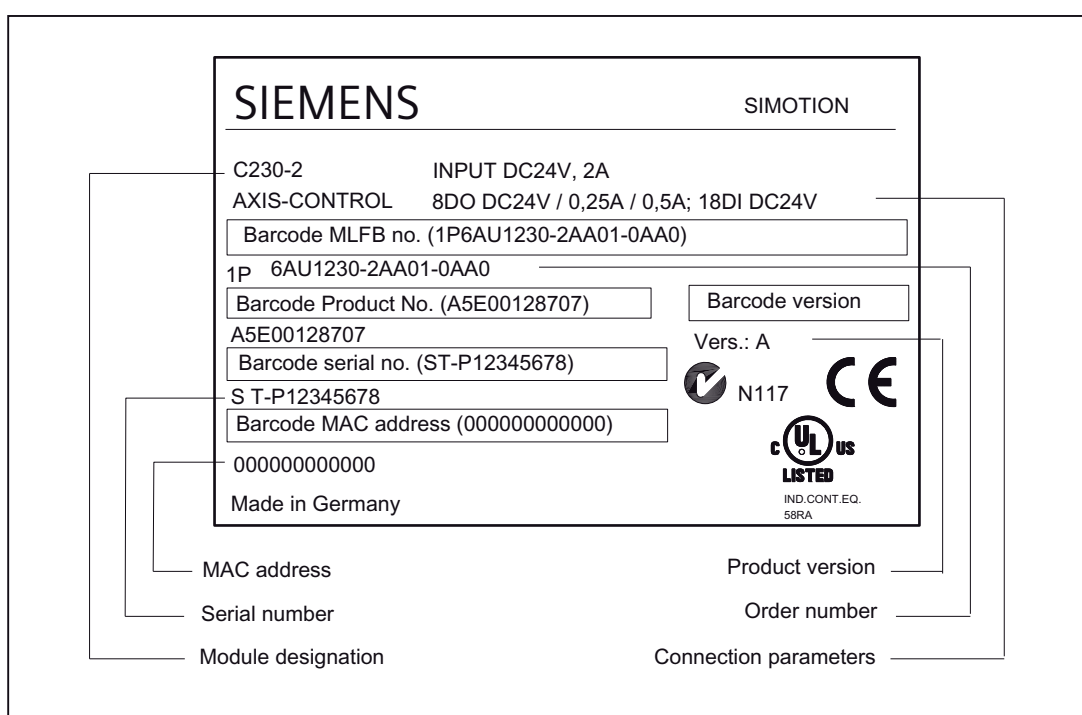 SIEMENS SIMOTION
C230-2 INPUT DC24V, 2A
AXIS-CONTROL 8DO DC24V / 0,25A / 0,5A; 18DI DC24V
Barcode MLFB no. (1P6AU1230-2AA01-0AA0)
1P 6AU1230-2AA01-0AA0
Barcode Product No. (A5E00128707)
Barcode version
A5E00128707
Vers.: A
Barcode serial no. (ST-P12345678)
S T-P12345678
N117 CE
Barcode MAC address (000000000000)
C UL US
LISTED
000000000000
IND.CONT.EQ.
58RA
Made in Germany
MAC address
Product version
Serial number
Order number
Module designation
Connection parameters